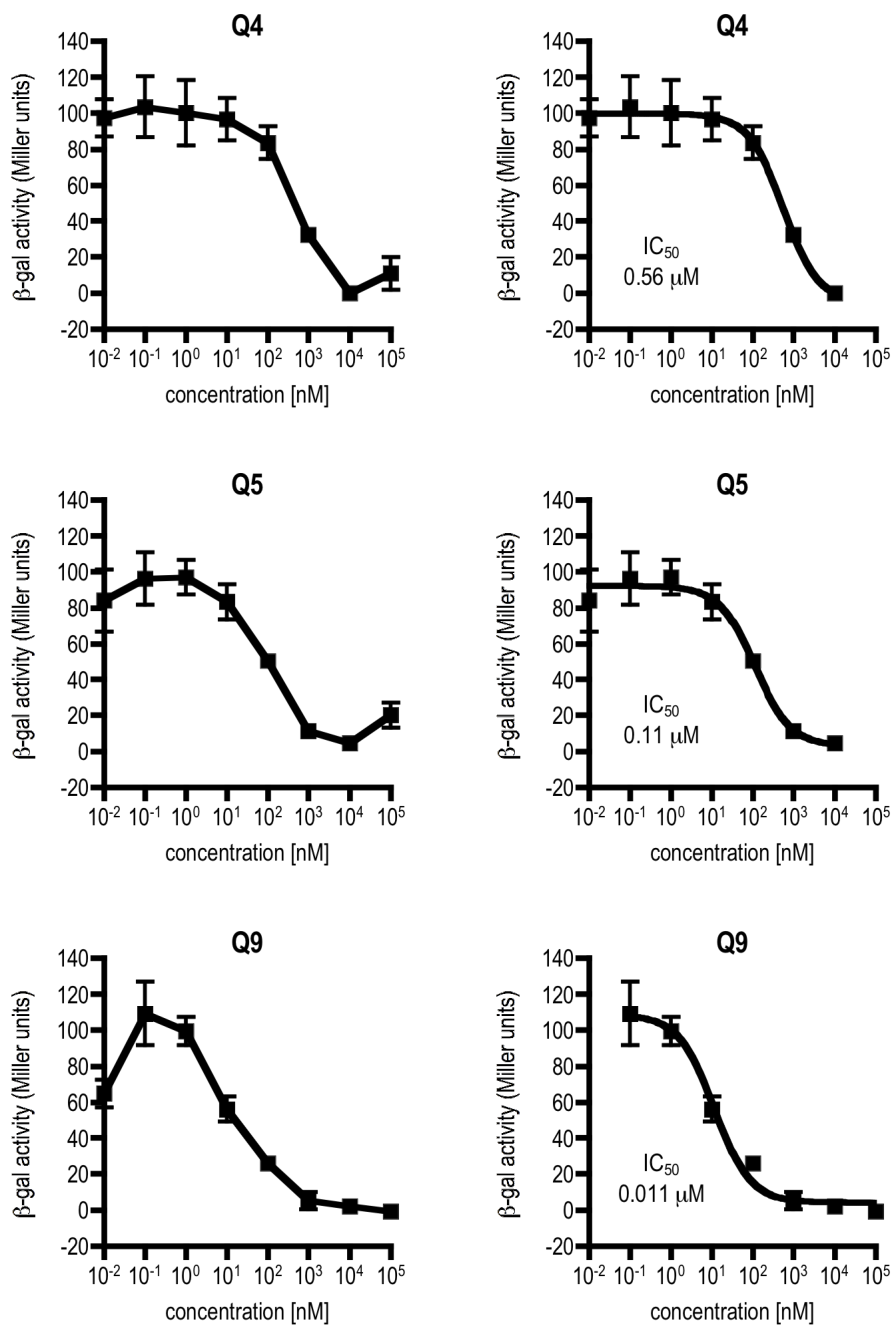 Q4
β-gal activity (Miller units)
140
120
100
80
60
40
20
0
-20
10⁻² 10⁻¹ 10⁰ 10¹ 10² 10³ 10⁴ 10⁵
concentration [nM]
Q4
β-gal activity (Miller units)
140
120
100
80
60
40
20
0
-20
IC₅₀
0.56 μM
10⁻² 10⁻¹ 10⁰ 10¹ 10² 10³ 10⁴ 10⁵
concentration [nM]
Q5
β-gal activity (Miller units)
140
120
100
80
60
40
20
0
-20
10⁻² 10⁻¹ 10⁰ 10¹ 10² 10³ 10⁴ 10⁵
concentration [nM]
Q5
β-gal activity (Miller units)
140
120
100
80
60
40
20
0
-20
IC₅₀
0.11 μM
10⁻² 10⁻¹ 10⁰ 10¹ 10² 10³ 10⁴ 10⁵
concentration [nM]
Q9
β-gal activity (Miller units)
140
120
100
80
60
40
20
0
-20
10⁻² 10⁻¹ 10⁰ 10¹ 10² 10³ 10⁴ 10⁵
concentration [nM]
Q9
β-gal activity (Miller units)
140
120
100
80
60
40
20
0
-20
IC₅₀
0.011 μM
10⁻² 10⁻¹ 10⁰ 10¹ 10² 10³ 10⁴ 10⁵
concentration [nM]